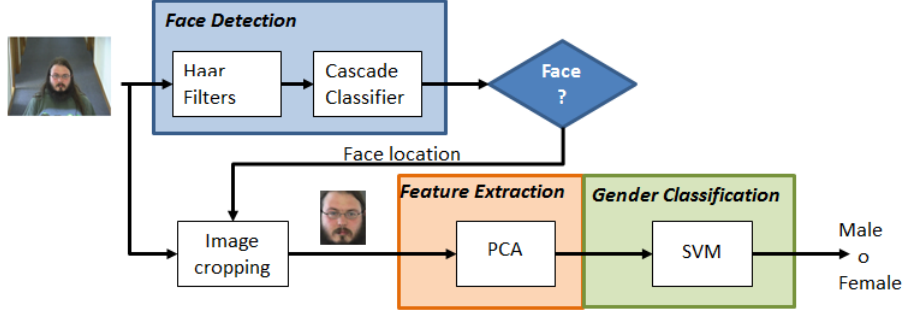 Face Detection
Haar
Filters
Cascade
Classifier
Face
?
Face location
Feature Extraction
Gender Classification
Image
cropping
PCA
SVM
Male
o
Female